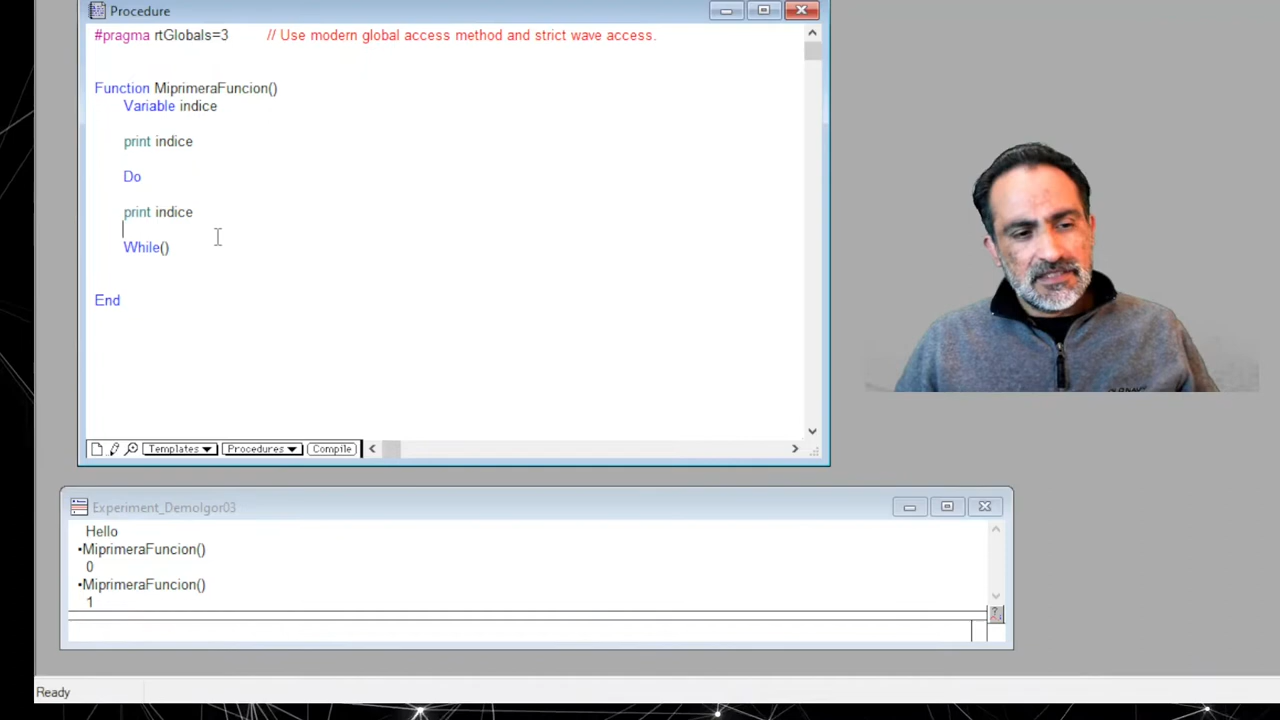 Procedure
#pragma rtGlobals=3 // Use modern global access method and strict wave access.
Function MiprimeraFuncion()
Variable indice
print indice
Do
print indice
While()
End
Templates Procedures Compile
Experiment_DemoIgor03
Hello
•MiprimeraFuncion()
0
•MiprimeraFuncion()
1
Ready